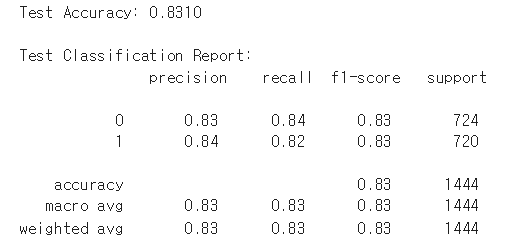 Test Accuracy: 0.8310
Test Classification Report:
precision recall f1-score support
0 0.83 0.84 0.83 724
1 0.84 0.82 0.83 720
accuracy 0.83 1444
macro avg 0.83 0.83 0.83 1444
weighted avg 0.83 0.83 0.83 1444